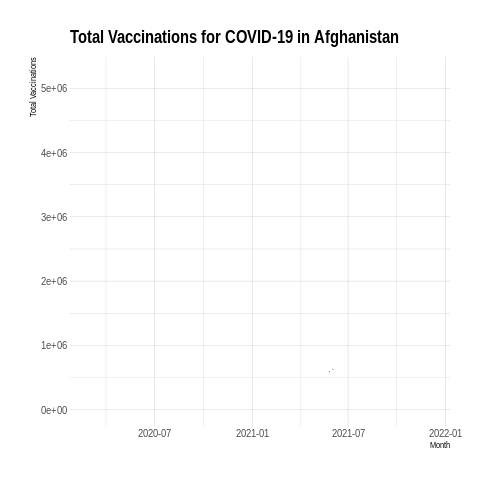 Total Vaccinations for COVID-19 in Afghanistan
Total Vaccinations
5e+06
4e+06
3e+06
2e+06
1e+06
0e+00
2020-07 2021-01 2021-07 2022-01
Month